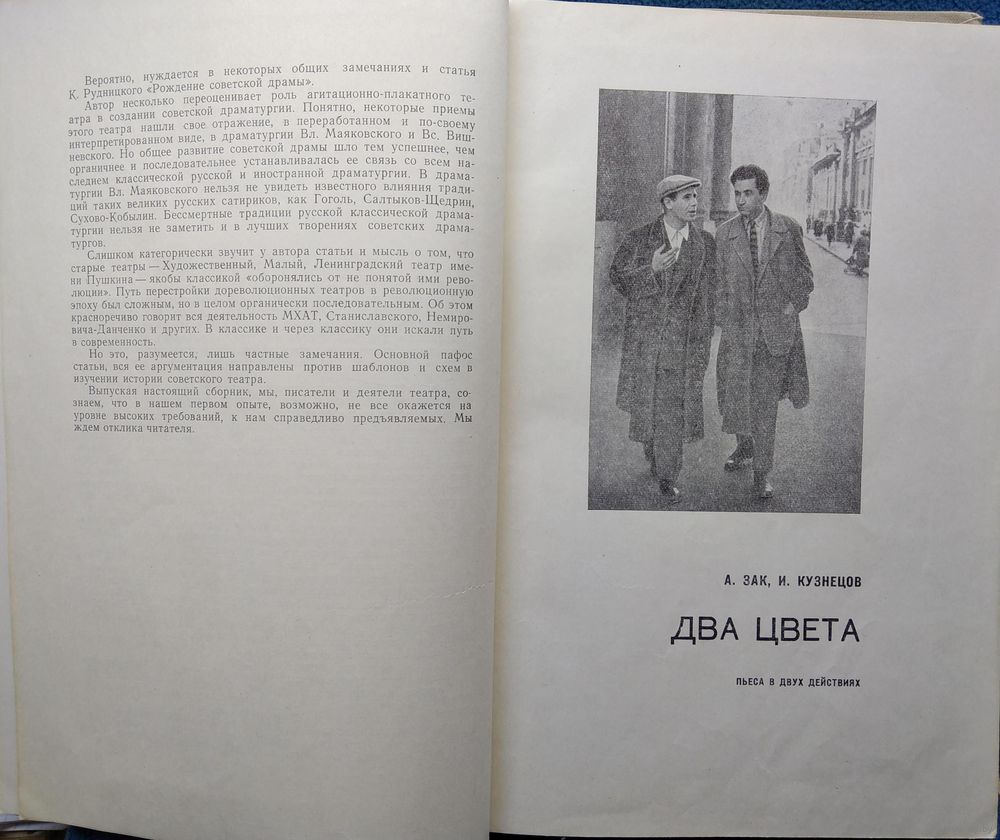 Вероятно, нуждается в некоторых общих замечаниях и статья
К. Рудницкого «Рождение советской драмы».
Автор несколько переоценивает роль агитационно-плакатного те-
атра в создании советской драматургии. Понятно, некоторые приемы
этого театра нашли свое отражение, в переработанном и по-своему
интерпретированном виде, в драматургии Вл. Маяковского и Вс. Виш-
невского. Но общее развитие советской драмы шло тем успешнее, чем
органичнее и последовательнее устанавливалась ее связь со всем на-
следием классической русской и иностранной драматургии. В драма-
тургии Вл. Маяковского нельзя не увидеть известного влияния тради-
ций таких великих русских сатириков, как Гоголь, Салтыков-Щедрин,
Сухово-Кобылин. Бессмертные традиции русской классической драма-
тургии нельзя не заметить и в лучших творениях советских драма-
тургов.
Слишком категорически звучит у автора статьи и мысль о том, что
старые театры — Художественный, Малый, Ленинградский театр име-
ни Пушкина — якобы классикой «оборонялись от не понятой ими рево-
люции». Путь перестройки дореволюционных театров в революционную
эпоху был сложным, но в целом органически последовательным. Об этом
красноречиво говорит вся деятельность МХАТ, Станиславского, Немиро-
вича-Данченко и других. В классике и через классику они искали путь
в современность.
Но это, разумеется, лишь частные замечания. Основной пафос
статьи, вся ее аргументация направлены против шаблонов и схем в
изучении истории советского театра.
Выпуская настоящий сборник, мы, писатели и деятели театра, со-
знаем, что в нашем первом опыте, возможно, не все окажется на
уровне высоких требований, к нам справедливо предъявляемых. Мы
ждем отклика читателя.
А. ЗАК, И. КУЗНЕЦОВ
ДВА ЦВЕТА
ПЬЕСА В ДВУХ ДЕЙСТВИЯХ